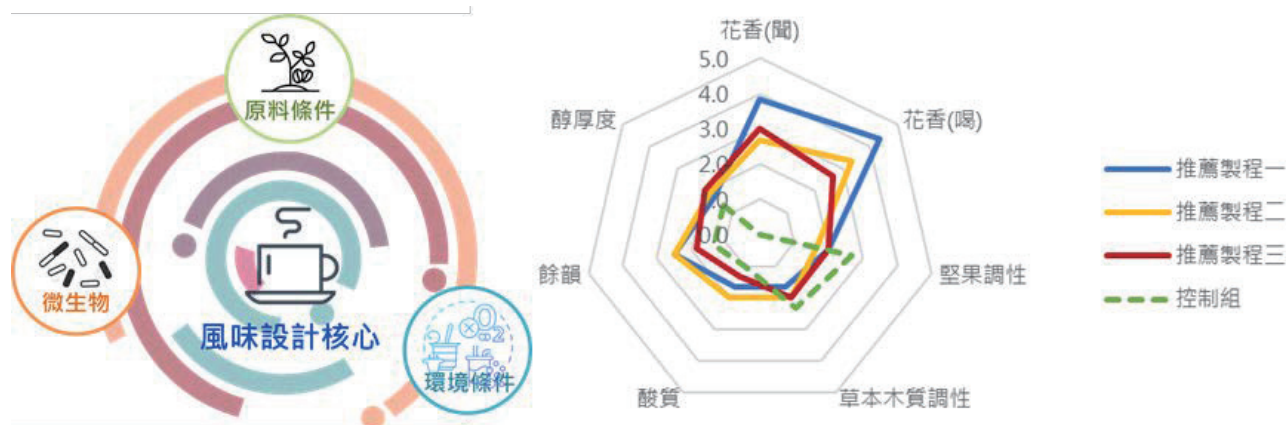 原料條件
微生物
風味設計核心
環境條件
O₂
花香(聞)
花香(喝)
堅果調性
草本木質調性
酸質
餘韻
醇厚度
5.0
4.0
3.0
2.0
.0
0.0
推薦製程一
推薦製程二
推薦製程三
控制組